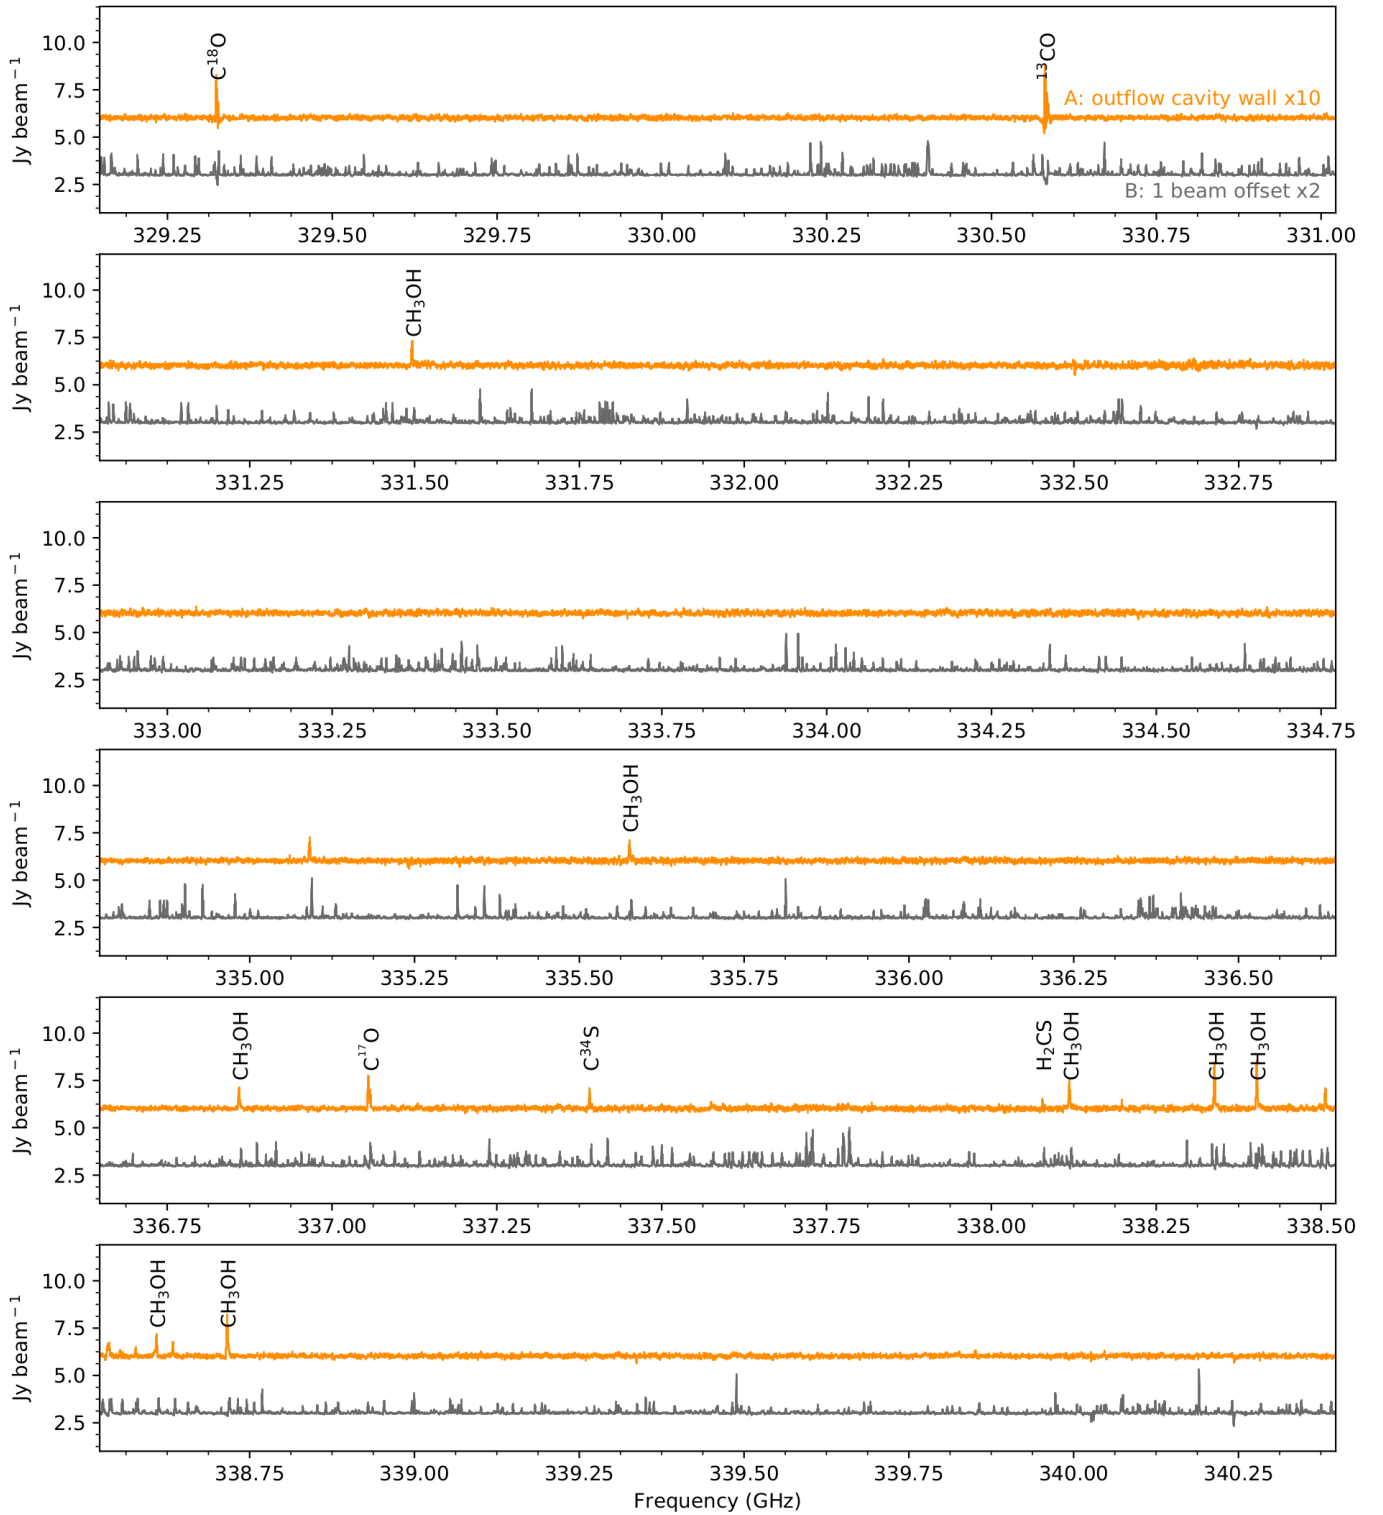 C¹⁸O
¹³CO
A: outflow cavity wall x10
B: 1 beam offset x2
Jy beam⁻¹
10.0
7.5
5.0
2.5
329.25 329.50 329.75 330.00 330.25 330.50 330.75 331.00
CH₃OH
Jy beam⁻¹
10.0
7.5
5.0
2.5
331.25 331.50 331.75 332.00 332.25 332.50 332.75
Jy beam⁻¹
10.0
7.5
5.0
2.5
333.00 333.25 333.50 333.75 334.00 334.25 334.50 334.75
CH₃OH
Jy beam⁻¹
10.0
7.5
5.0
2.5
335.00 335.25 335.50 335.75 336.00 336.25 336.50
CH₃OH
C¹⁷O
C³⁴S
H₂CS
CH₃OH
CH₃OH
CH₃OH
Jy beam⁻¹
10.0
7.5
5.0
2.5
336.75 337.00 337.25 337.50 337.75 338.00 338.25 338.50
CH₃OH
CH₃OH
Jy beam⁻¹
10.0
7.5
5.0
2.5
338.75 339.00 339.25 339.50 339.75 340.00 340.25
Frequency (GHz)